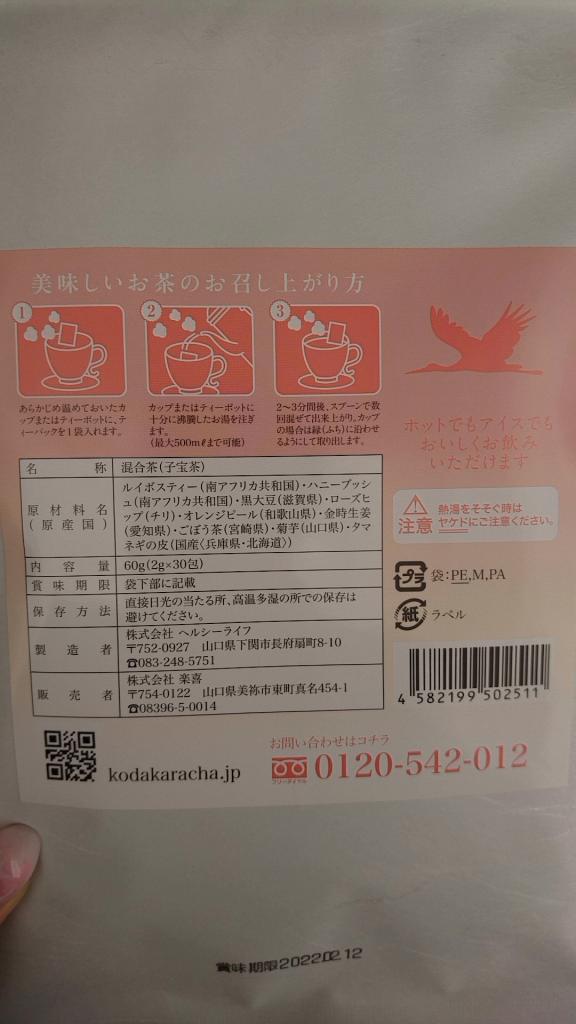 美味しいお茶のお召し上がり方
1
2
3
あらかじめ温めておいたカ
ップまたはティーポットに、テ
ィーパックを1袋入れます。
カップまたはティーポットに
十分に沸騰したお湯を注ぎ
ます。
(最大500mℓまで可能)
2〜3分間後、スプーンで数
回混ぜて出来上がり。カップ
の場合は縁(ふち)に沿わせ
るようにして取出します。
ホットでもアイスでも
おいしくお飲み
いただけます
名称 混合茶(子宝茶)
原材料名
(原産国)
ルイボスティー(南アフリカ共和国)・ハニーブッシ
ュ(南アフリカ共和国)・黒大豆(滋賀県)・ローズヒ
ップ(チリ)・オレンジピール(和歌山県)・金時生姜
(愛知県)・ごぼう茶(宮崎県)・菊芋(山口県)・タマ
ネギの皮(国産〈兵庫県・北海道〉)
内容量 60g(2g×30包)
賞味期限 袋下部に記載
保存方法 直接日光の当たる所、高温多湿の所での保存は
避けてください。
製造者 株式会社 ヘルシーライフ
〒752-0927 山口県下関市長府扇町8-10
☎083-248-5751
販売者 株式会社 楽喜
〒754-0122 山口県美祢市東町真名454-1
☎08396-5-0014
注意
熱湯をそそぐ時は
ヤケドにご注意ください。
プラ 袋:PE,M,PA
紙 ラベル
4 582199 502511
kodakaracha.jp
お問い合わせはコチラ
フリーダイヤル 0120-542-012
賞味期限2022.02.12